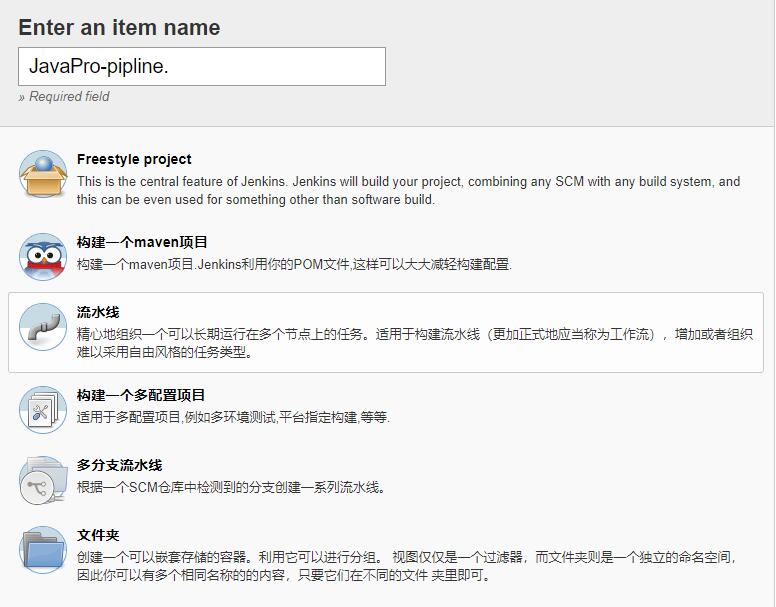 Enter an item name
JavaPro-pipline.
» Required field
Freestyle project
This is the central feature of Jenkins. Jenkins will build your project, combining any SCM with any build system, and
this can be even used for something other than software build.
构建一个maven项目
构建一个maven项目.Jenkins利用你的POM文件,这样可以大大减轻构建配置.
流水线
精心地组织一个可以长期运行在多个节点上的任务。适用于构建流水线（更加正式地应当称为工作流），增加或者组织
难以采用自由风格的任务类型。
构建一个多配置项目
适用于多配置项目,例如多环境测试,平台指定构建,等等.
多分支流水线
根据一个SCM仓库中检测到的分支创建一系列流水线。
文件夹
创建一个可以嵌套存储的容器。利用它可以进行分组。 视图仅仅是一个过滤器，而文件夹则是一个独立的命名空间，
因此你可以有多个相同名称的的内容，只要它们在不同的文件 夹里即可。